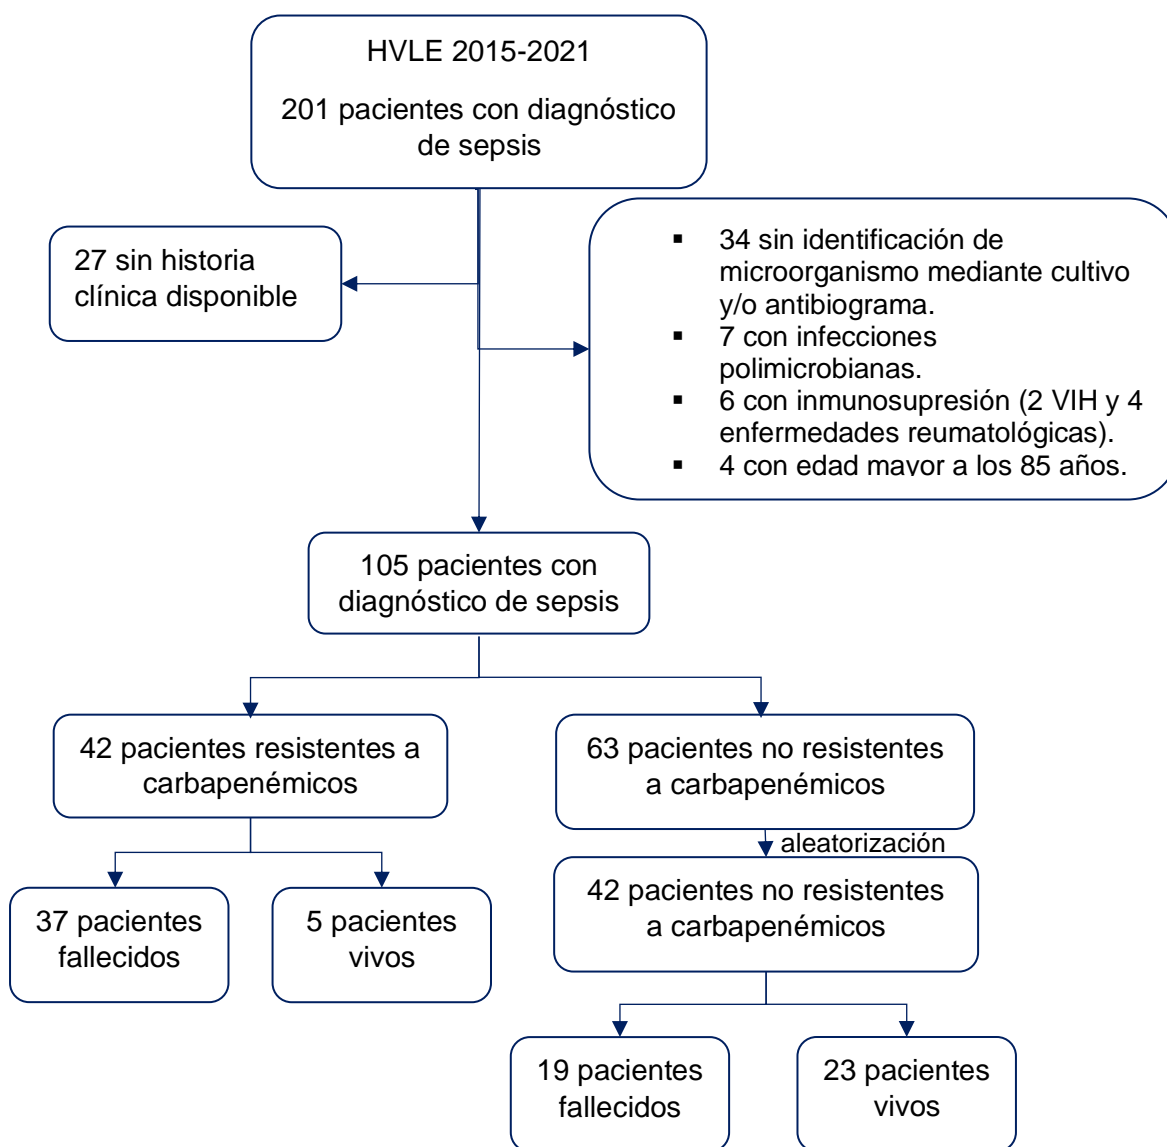 HVLE 2015-2021
201 pacientes con diagnóstico
de sepsis
27 sin historia
clínica disponible
▪ 34 sin identificación de
microorganismo mediante cultivo
y/o antibiograma.
▪ 7 con infecciones
polimicrobianas.
▪ 6 con inmunosupresión (2 VIH y 4
enfermedades reumatológicas).
▪ 4 con edad mayor a los 85 años.
105 pacientes con
diagnóstico de sepsis
42 pacientes resistentes a
carbapenémicos
63 pacientes no resistentes
a carbapenémicos
aleatorización
37 pacientes
fallecidos
5 pacientes
vivos
42 pacientes no resistentes
a carbapenémicos
19 pacientes
fallecidos
23 pacientes
vivos